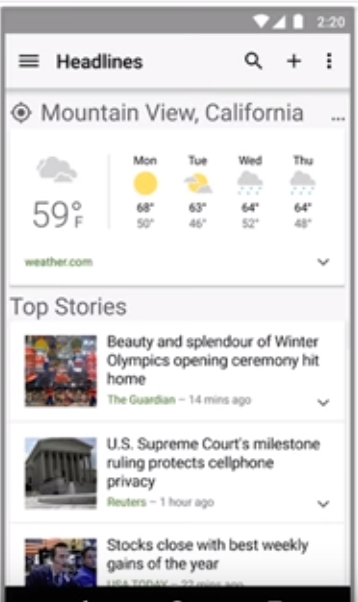 2:20
Headlines
Mountain View, California ...
59°F
Mon Tue Wed Thu
68° 63° 64° 64°
50° 46° 52° 48°
weather.com
Top Stories
Beauty and splendour of Winter
Olympics opening ceremony hit
home
The Guardian – 14 mins ago
U.S. Supreme Court's milestone
ruling protects cellphone
privacy
Reuters – 1 hour ago
Stocks close with best weekly
gains of the year
USA TODAY – 22 mins ago